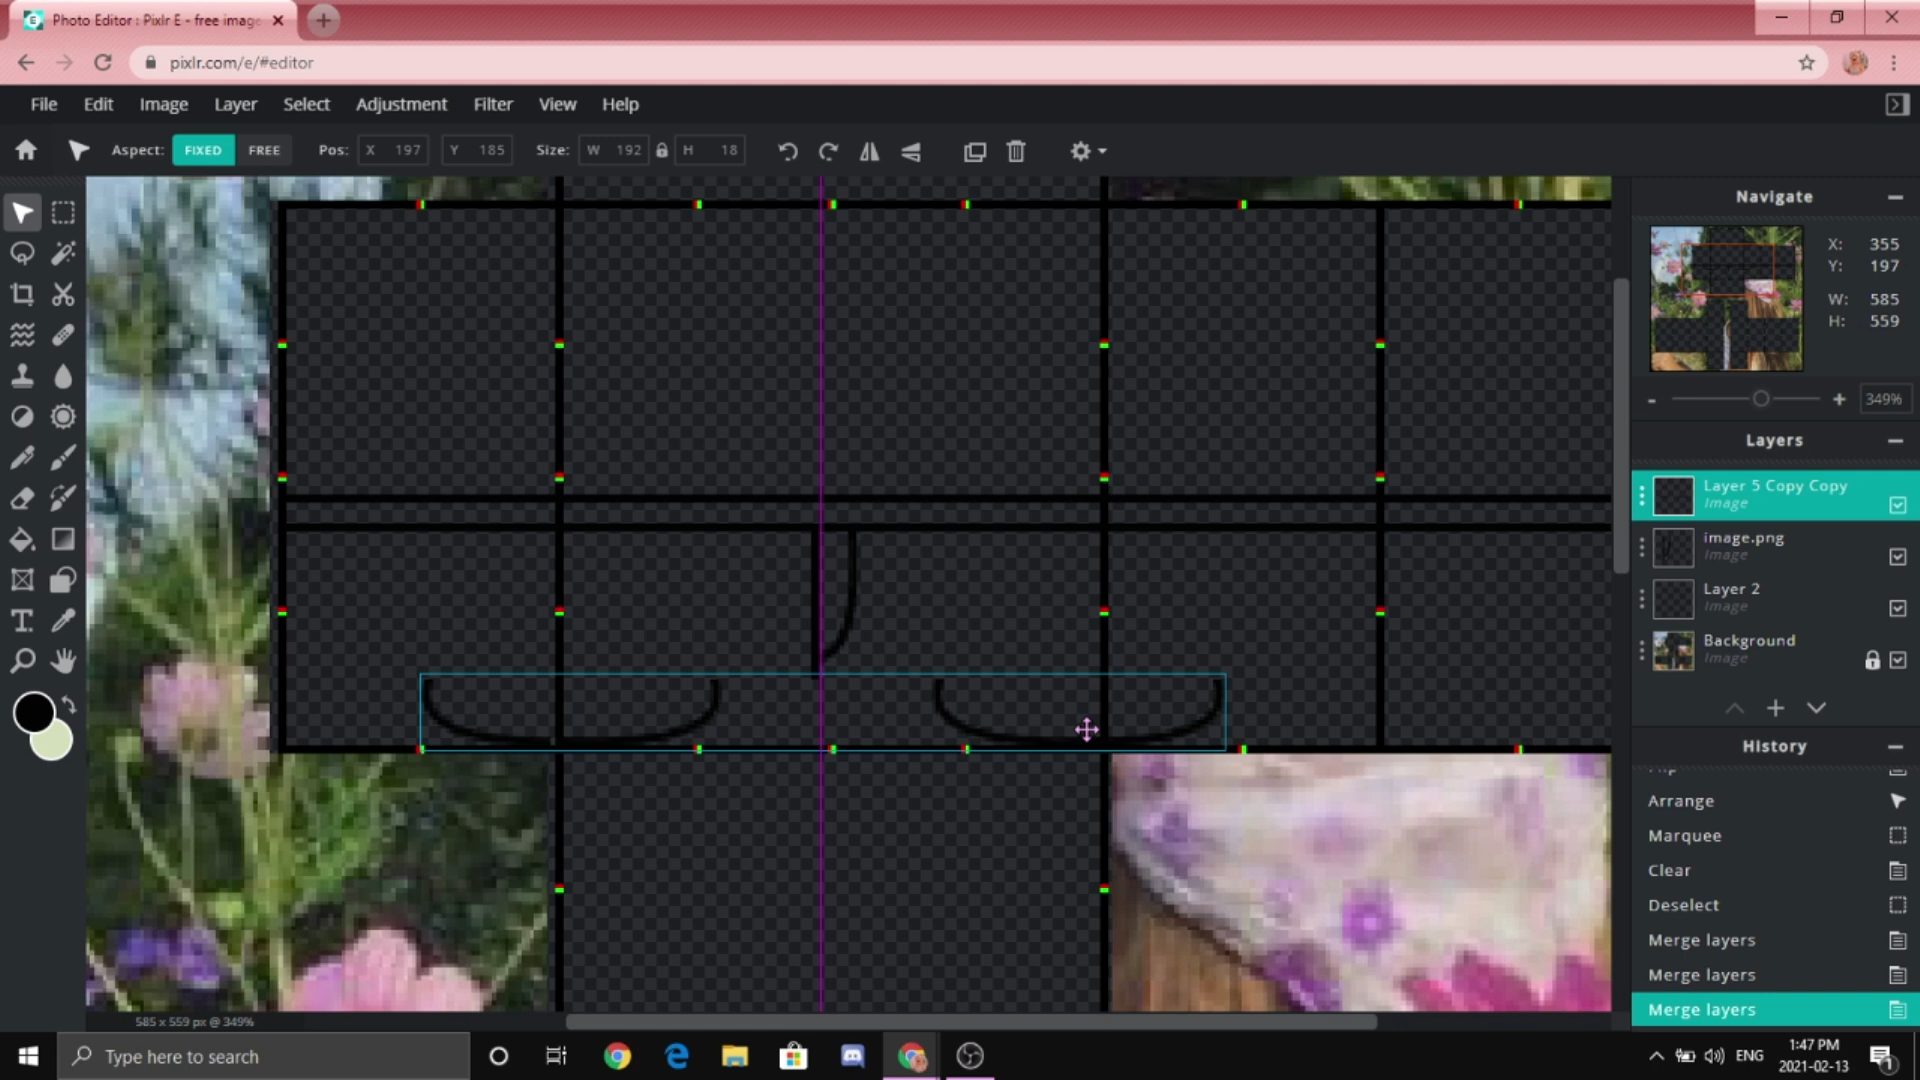 Photo Editor : Pixlr E - free image
pixlr.com/e/#editor
File Edit Image Layer Select Adjustment Filter View Help
Aspect: FIXED FREE Pos: X 197 Y 185 Size: W 192 H 18
Navigate
X: 355
Y: 197
W: 585
H: 559
- + 349%
Layers
Layer 5 Copy Copy
Image
image.png
Image
Layer 2
Image
Background
Image
T
History
Arrange
Marquee
Clear
Deselect
Merge layers
Merge layers
Merge layers
585 x 559 px @ 349%
Type here to search
ENG
1:47 PM
2021-02-13
1